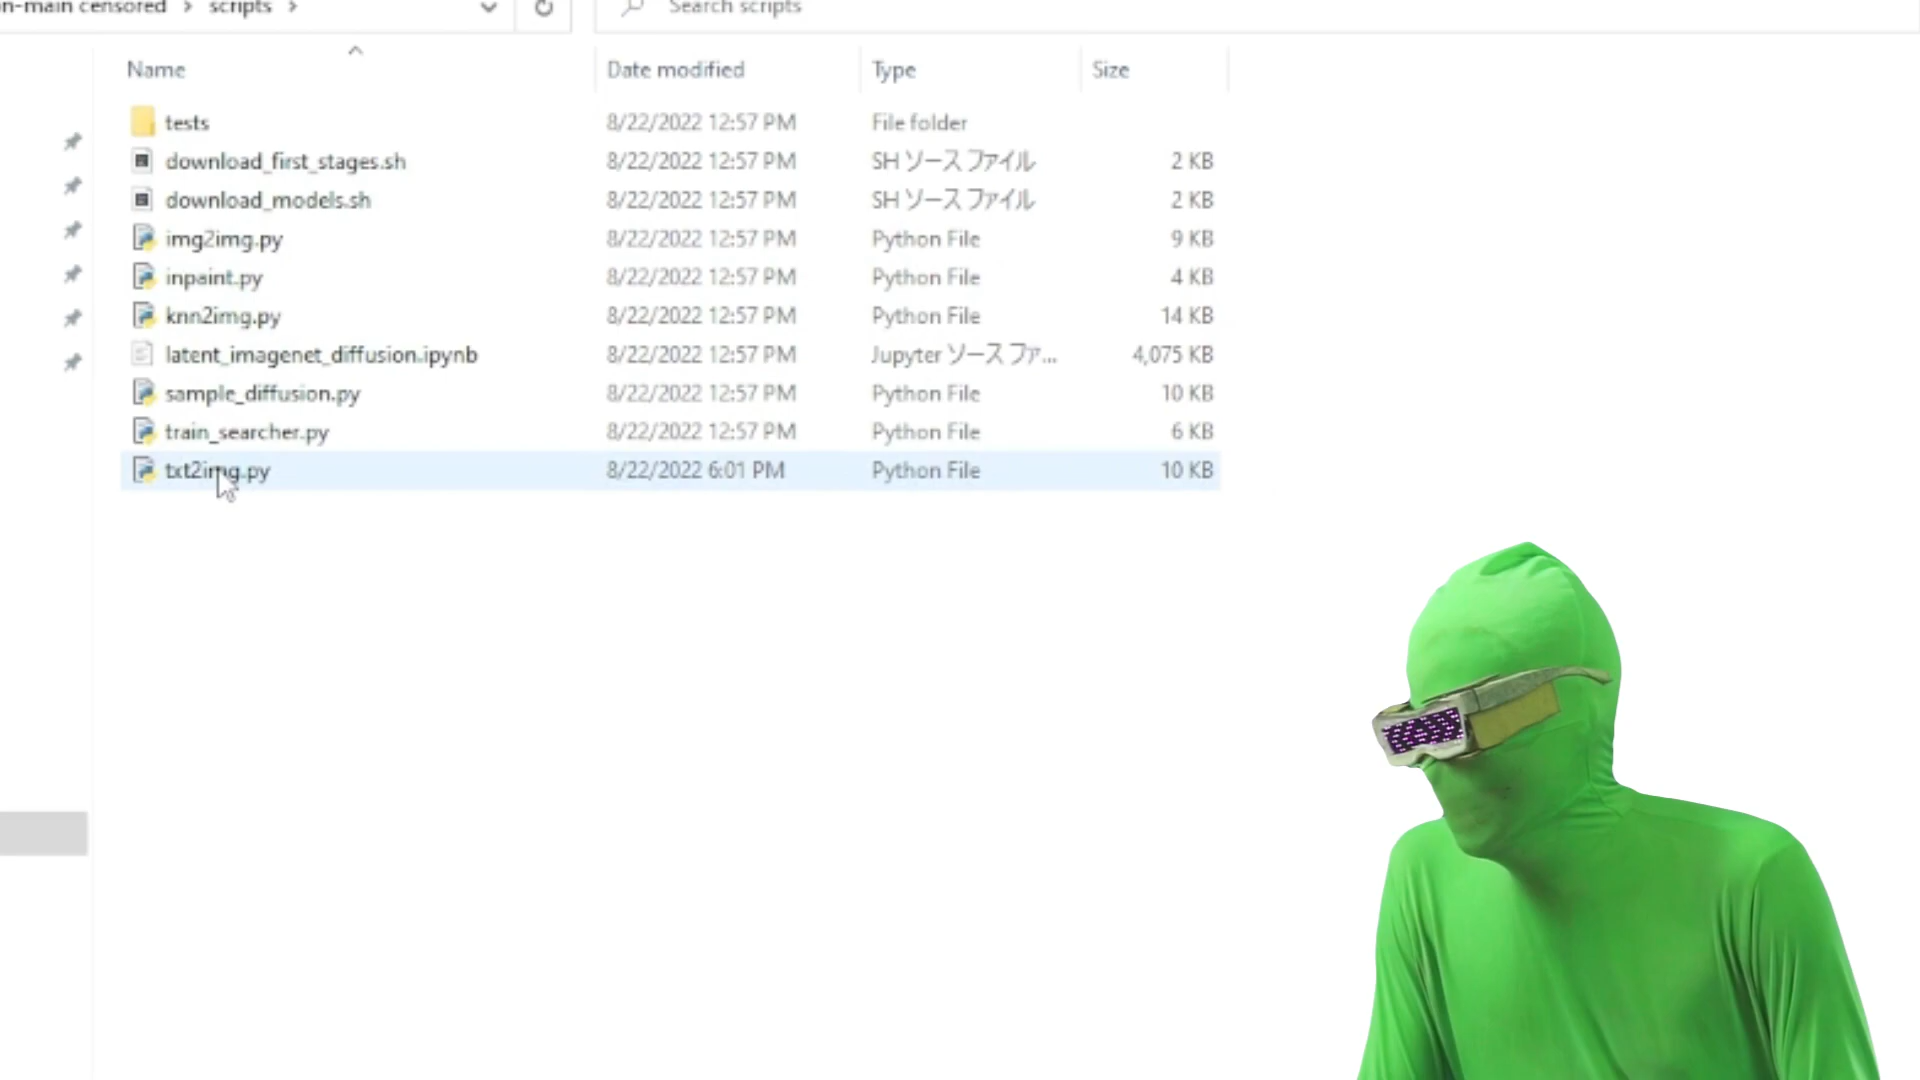 n-main censored > scripts >
Search scripts
Name Date modified Type Size
tests 8/22/2022 12:57 PM File folder
download_first_stages.sh 8/22/2022 12:57 PM SH ソース ファイル 2 KB
download_models.sh 8/22/2022 12:57 PM SH ソース ファイル 2 KB
img2img.py 8/22/2022 12:57 PM Python File 9 KB
inpaint.py 8/22/2022 12:57 PM Python File 4 KB
knn2img.py 8/22/2022 12:57 PM Python File 14 KB
latent_imagenet_diffusion.ipynb 8/22/2022 12:57 PM Jupyter ソース ファ... 4,075 KB
sample_diffusion.py 8/22/2022 12:57 PM Python File 10 KB
train_searcher.py 8/22/2022 12:57 PM Python File 6 KB
txt2img.py 8/22/2022 6:01 PM Python File 10 KB